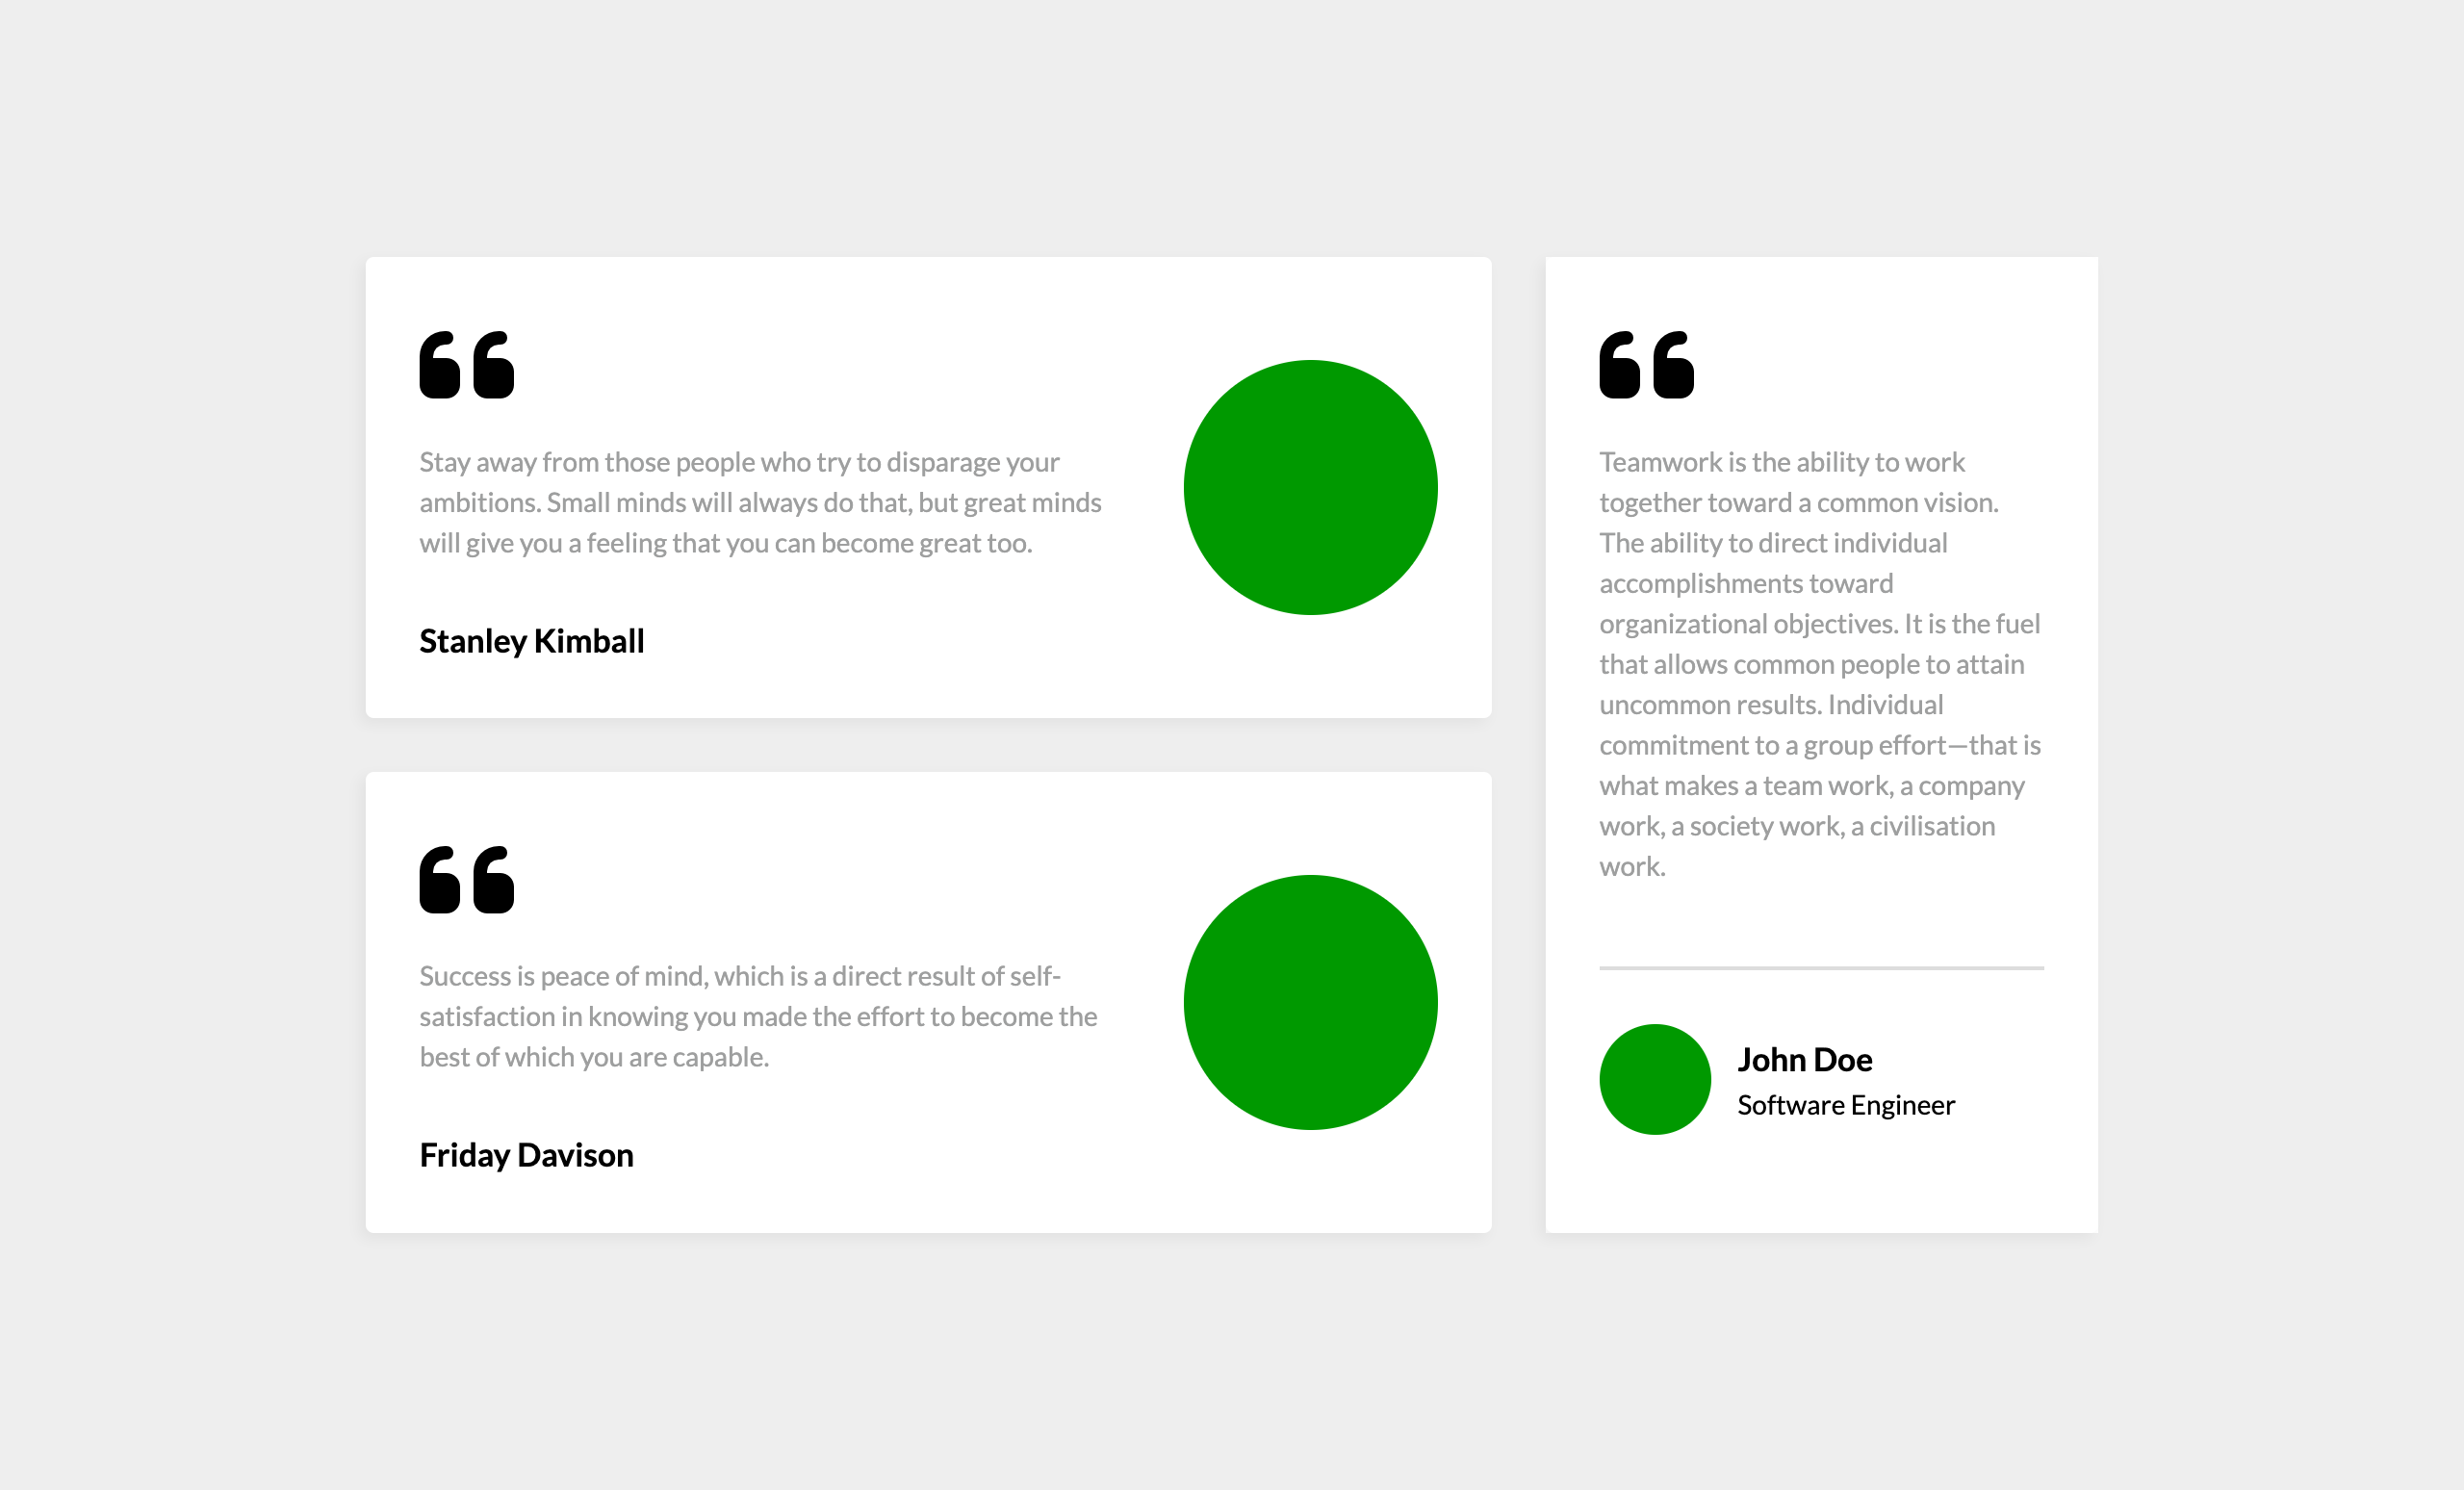 Stay away from those people who try to disparage your
ambitions. Small minds will always do that, but great minds
will give you a feeling that you can become great too.
Stanley Kimball
Success is peace of mind, which is a direct result of self-
satisfaction in knowing you made the effort to become the
best of which you are capable.
Friday Davison
Teamwork is the ability to work
together toward a common vision.
The ability to direct individual
accomplishments toward
organizational objectives. It is the fuel
that allows common people to attain
uncommon results. Individual
commitment to a group effort—that is
what makes a team work, a company
work, a society work, a civilisation
work.
John Doe
Software Engineer